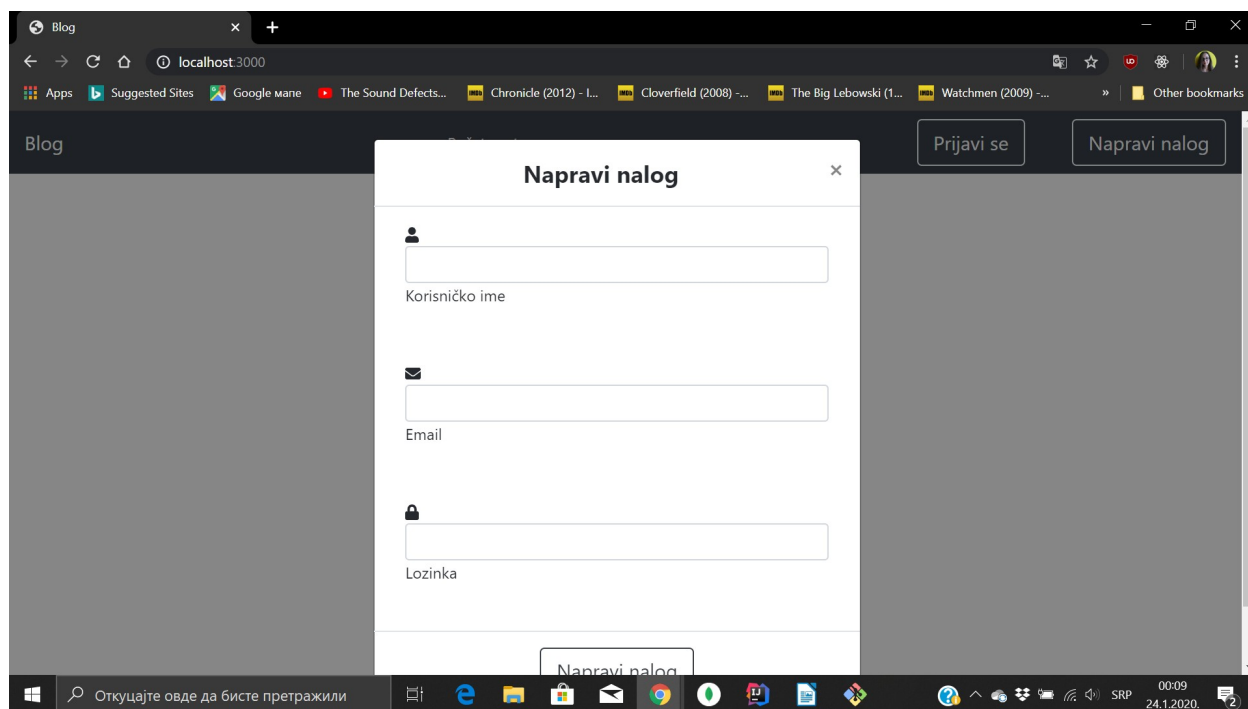 Blog
localhost:3000
Apps Suggested Sites Google мапе The Sound Defects... Chronicle (2012) - I... Cloverfield (2008) -... The Big Lebowski (1... Watchmen (2009) -... » Other bookmarks
Blog Prijavi se Napravi nalog
Napravi nalog ×
Korisničko ime
Email
Lozinka
Napravi nalog
Откуцајте овде да бисте претражили SRP 00:09
24.1.2020. 2